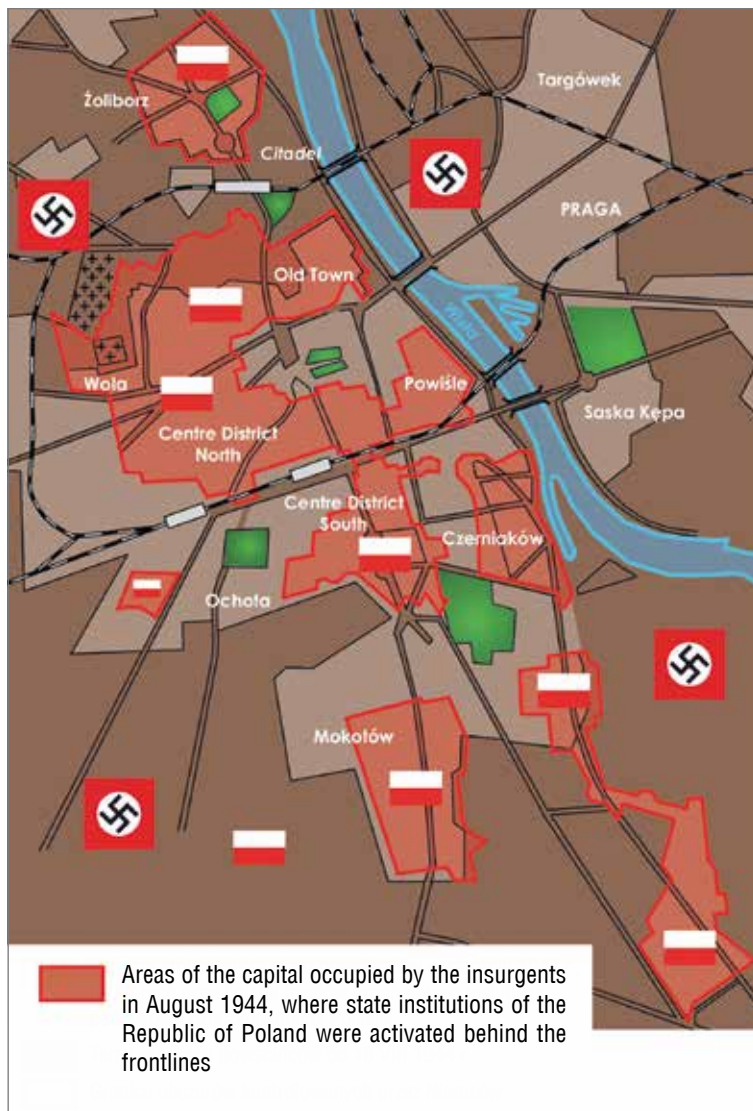 Targówek
Żoliborz
Citadel
PRAGA
Old Town
Wisła
Wola
Powiśle
Saska Kępa
Centre District
North
Centre District
South
Czerniaków
Ochota
Mokotów
Areas of the capital occupied by the insurgents
in August 1944, where state institutions of the
Republic of Poland were activated behind the
frontlines